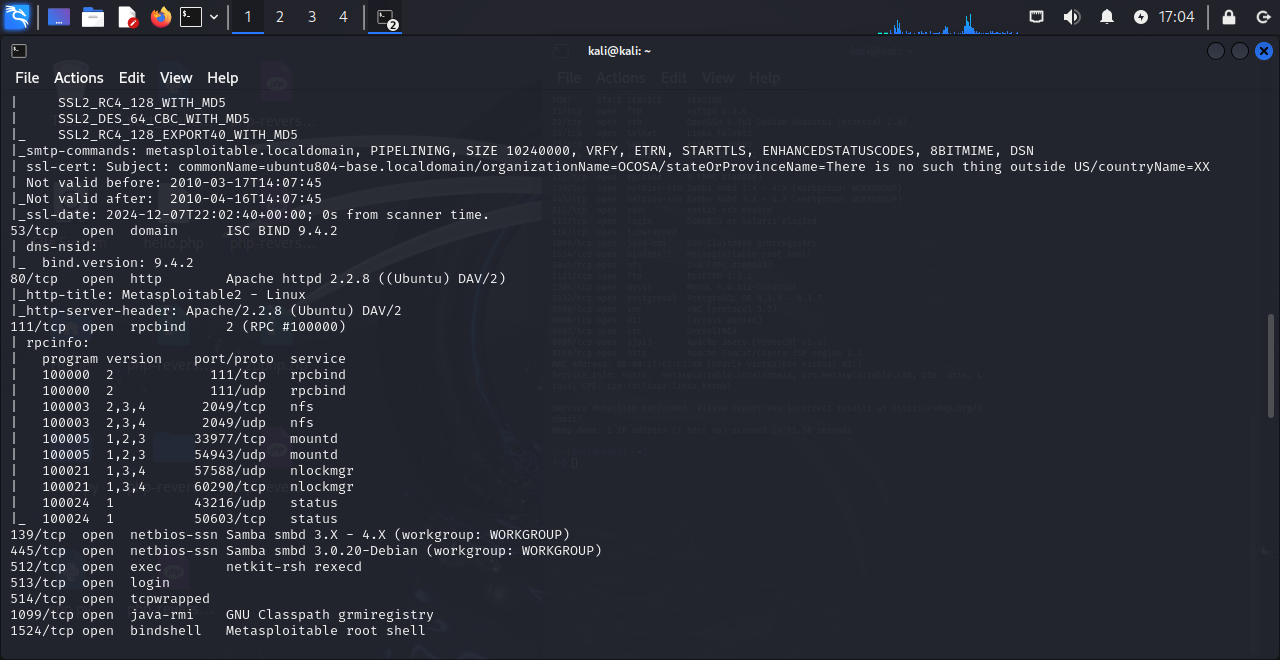 1 2 3 4 2 17:04
kali@kali: ~
File Actions Edit View Help
|     SSL2_RC4_128_WITH_MD5
|     SSL2_DES_64_CBC_WITH_MD5
|_    SSL2_RC4_128_EXPORT40_WITH_MD5
|_smtp-commands: metasploitable.localdomain, PIPELINING, SIZE 10240000, VRFY, ETRN, STARTTLS, ENHANCEDSTATUSCODES, 8BITMIME, DSN
| ssl-cert: Subject: commonName=ubuntu804-base.localdomain/organizationName=OCOSA/stateOrProvinceName=There is no such thing outside US/countryName=XX
| Not valid before: 2010-03-17T14:07:45
|_Not valid after:  2010-04-16T14:07:45
|_ssl-date: 2024-12-07T22:02:40+00:00; 0s from scanner time.
53/tcp   open  domain      ISC BIND 9.4.2
| dns-nsid:
|_  bind.version: 9.4.2
80/tcp   open  http        Apache httpd 2.2.8 ((Ubuntu) DAV/2)
|_http-title: Metasploitable2 - Linux
|_http-server-header: Apache/2.2.8 (Ubuntu) DAV/2
111/tcp  open  rpcbind     2 (RPC #100000)
| rpcinfo:
|   program version    port/proto  service
|   100000  2            111/tcp   rpcbind
|   100000  2            111/udp   rpcbind
|   100003  2,3,4       2049/tcp   nfs
|   100003  2,3,4       2049/udp   nfs
|   100005  1,2,3      33977/tcp   mountd
|   100005  1,2,3      54943/udp   mountd
|   100021  1,3,4      57588/udp   nlockmgr
|   100021  1,3,4      60290/tcp   nlockmgr
|   100024  1          43216/udp   status
|_  100024  1          50603/tcp   status
139/tcp  open  netbios-ssn Samba smbd 3.X - 4.X (workgroup: WORKGROUP)
445/tcp  open  netbios-ssn Samba smbd 3.0.20-Debian (workgroup: WORKGROUP)
512/tcp  open  exec        netkit-rsh rexecd
513/tcp  open  login
514/tcp  open  tcpwrapped
1099/tcp open  java-rmi    GNU Classpath grmiregistry
1524/tcp open  bindshell   Metasploitable root shell